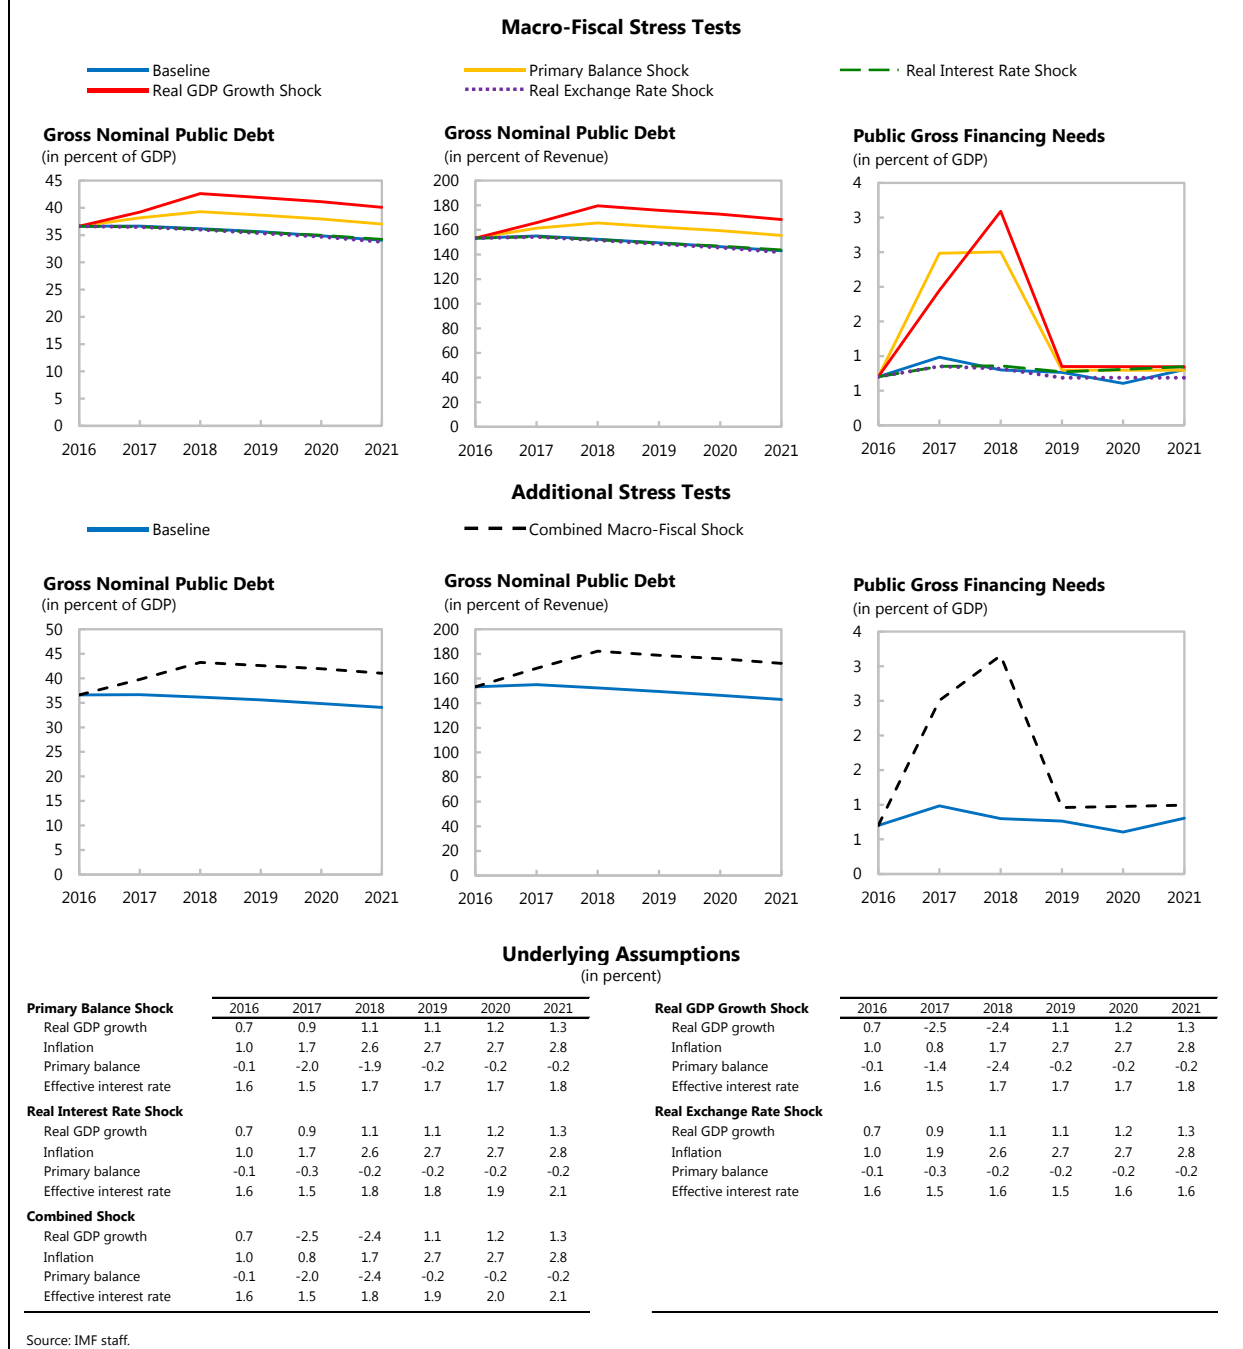 Macro-Fiscal Stress Tests
Baseline Primary Balance Shock Real Interest Rate Shock
Real GDP Growth Shock Real Exchange Rate Shock
Gross Nominal Public Debt
(in percent of GDP)
45
40
35
30
25
20
15
10
5
0
2016 2017 2018 2019 2020 2021
Gross Nominal Public Debt
(in percent of Revenue)
200
180
160
140
120
100
80
60
40
20
0
2016 2017 2018 2019 2020 2021
Public Gross Financing Needs
(in percent of GDP)
4
3
3
2
2
1
1
0
2016 2017 2018 2019 2020 2021
Additional Stress Tests
Baseline Combined Macro-Fiscal Shock
Gross Nominal Public Debt
(in percent of GDP)
50
45
40
35
30
25
20
15
10
5
0
2016 2017 2018 2019 2020 2021
Gross Nominal Public Debt
(in percent of Revenue)
200
180
160
140
120
100
80
60
40
20
0
2016 2017 2018 2019 2020 2021
Public Gross Financing Needs
(in percent of GDP)
4
3
3
2
2
1
1
0
2016 2017 2018 2019 2020 2021
Underlying Assumptions
(in percent)
Primary Balance Shock 2016 2017 2018 2019 2020 2021
Real GDP growth 0.7 0.9 1.1 1.1 1.2 1.3
Inflation 1.0 1.7 2.6 2.7 2.7 2.8
Primary balance -0.1 -2.0 -1.9 -0.2 -0.2 -0.2
Effective interest rate 1.6 1.5 1.7 1.7 1.7 1.8
Real Interest Rate Shock
Real GDP growth 0.7 0.9 1.1 1.1 1.2 1.3
Inflation 1.0 1.7 2.6 2.7 2.7 2.8
Primary balance -0.1 -0.3 -0.2 -0.2 -0.2 -0.2
Effective interest rate 1.6 1.5 1.8 1.8 1.9 2.1
Combined Shock
Real GDP growth 0.7 -2.5 -2.4 1.1 1.2 1.3
Inflation 1.0 0.8 1.7 2.7 2.7 2.8
Primary balance -0.1 -2.0 -2.4 -0.2 -0.2 -0.2
Effective interest rate 1.6 1.5 1.8 1.9 2.0 2.1
Real GDP Growth Shock 2016 2017 2018 2019 2020 2021
Real GDP growth 0.7 -2.5 -2.4 1.1 1.2 1.3
Inflation 1.0 0.8 1.7 2.7 2.7 2.8
Primary balance -0.1 -1.4 -2.4 -0.2 -0.2 -0.2
Effective interest rate 1.6 1.5 1.7 1.7 1.7 1.8
Real Exchange Rate Shock
Real GDP growth 0.7 0.9 1.1 1.1 1.2 1.3
Inflation 1.0 1.9 2.6 2.7 2.7 2.8
Primary balance -0.1 -0.3 -0.2 -0.2 -0.2 -0.2
Effective interest rate 1.6 1.5 1.6 1.5 1.6 1.6
Source: IMF staff.